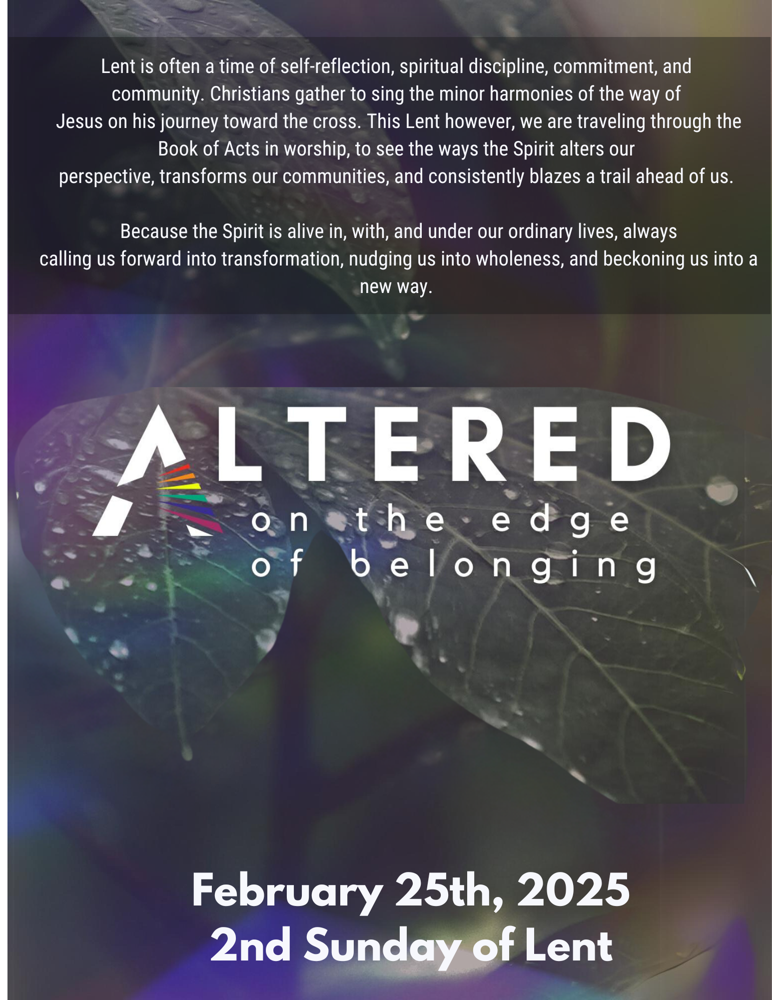 Lent is often a time of self-reflection, spiritual discipline, commitment, and
community. Christians gather to sing the minor harmonies of the way of
Jesus on his journey toward the cross. This Lent however, we are traveling through the
Book of Acts in worship, to see the ways the Spirit alters our
perspective, transforms our communities, and consistently blazes a trail ahead of us.
Because the Spirit is alive in, with, and under our ordinary lives, always
calling us forward into transformation, nudging us into wholeness, and beckoning us into a
new way.
ALTERED
on the edge
of belonging
February 25th, 2025
2nd Sunday of Lent